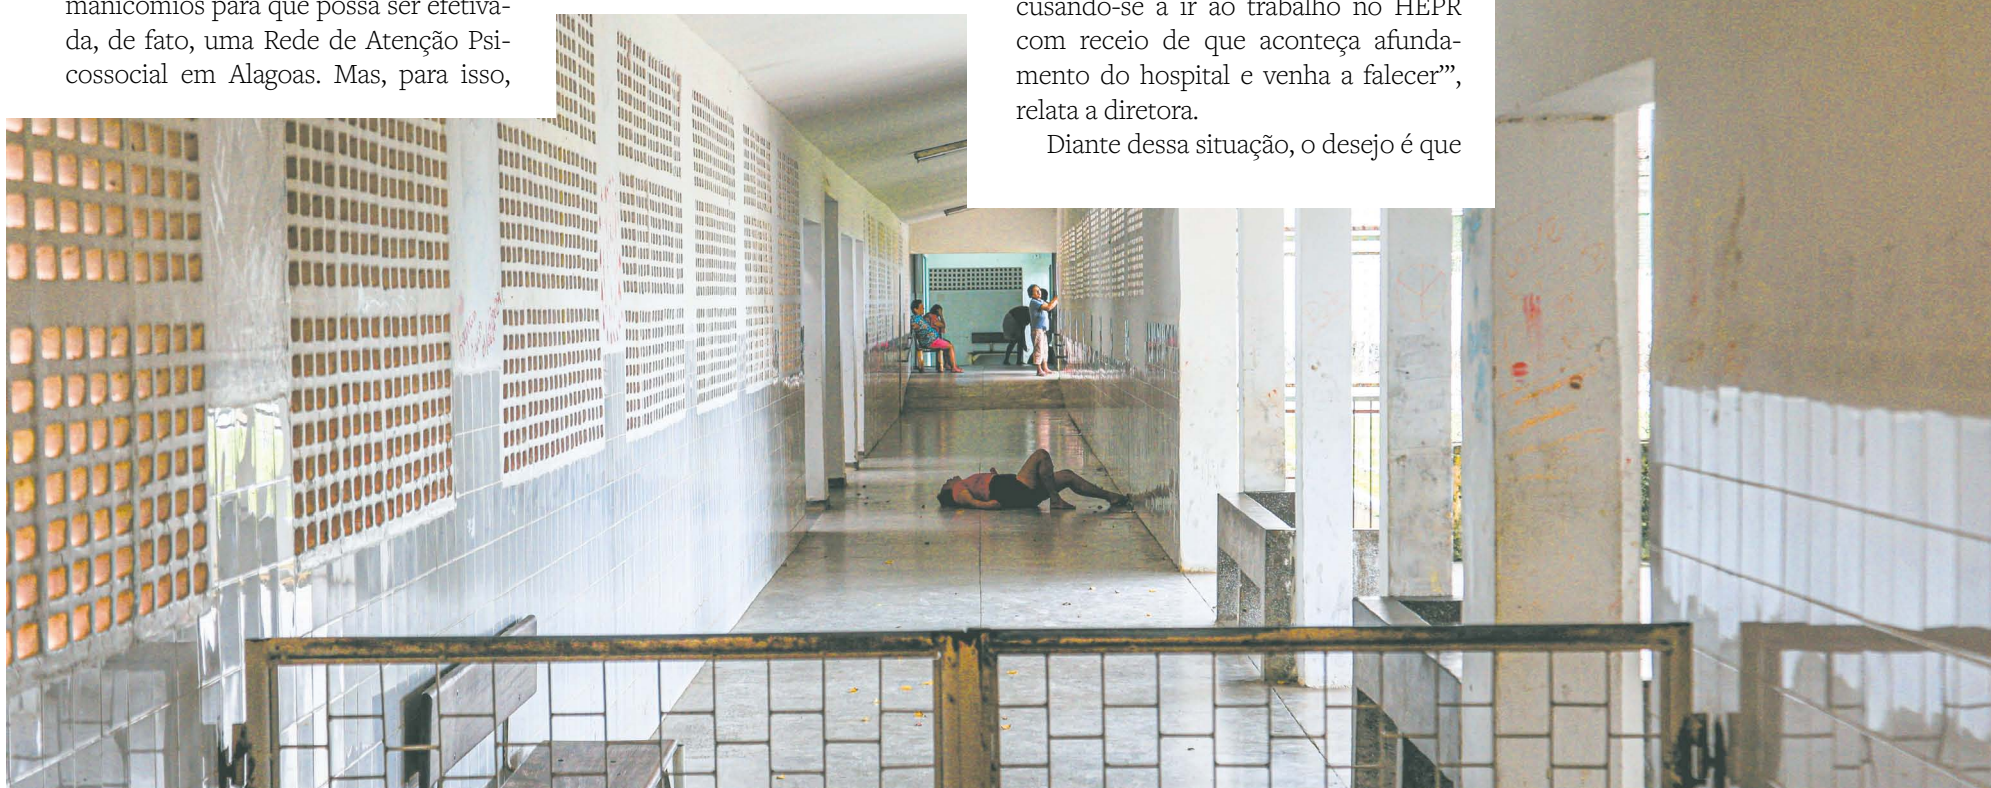 manicômios para que possa ser efetiva-
da, de fato, uma Rede de Atenção Psi-
cossocial em Alagoas. Mas, para isso,
cusando-se a ir ao trabalho no HEPR
com receio de que aconteça afunda-
mento do hospital e venha a falecer’”,
relata a diretora.
Diante dessa situação, o desejo é que